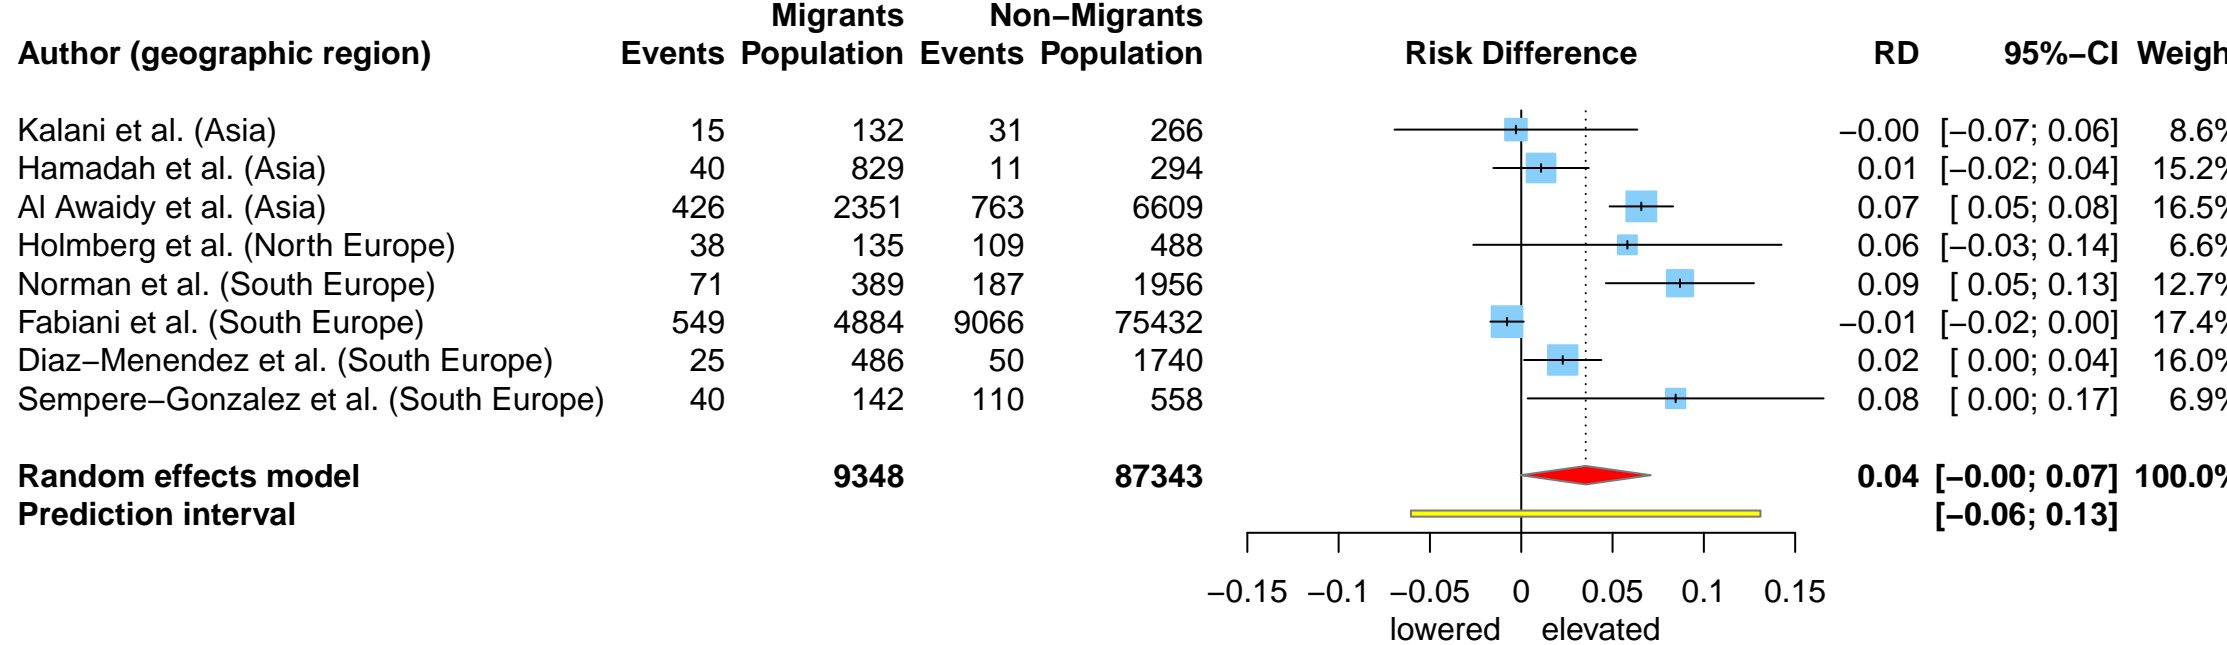 Migrants Non−Migrants
Author (geographic region) Events Population Events Population Risk Difference RD 95%−CI Weigh
Kalani et al. (Asia) 15 132 31 266 −0.00 [−0.07; 0.06] 8.6%
Hamadah et al. (Asia) 40 829 11 294 0.01 [−0.02; 0.04] 15.2%
Al Awaidy et al. (Asia) 426 2351 763 6609 0.07 [ 0.05; 0.08] 16.5%
Holmberg et al. (North Europe) 38 135 109 488 0.06 [−0.03; 0.14] 6.6%
Norman et al. (South Europe) 71 389 187 1956 0.09 [ 0.05; 0.13] 12.7%
Fabiani et al. (South Europe) 549 4884 9066 75432 −0.01 [−0.02; 0.00] 17.4%
Diaz−Menendez et al. (South Europe) 25 486 50 1740 0.02 [ 0.00; 0.04] 16.0%
Sempere−Gonzalez et al. (South Europe) 40 142 110 558 0.08 [ 0.00; 0.17] 6.9%
Random effects model 9348 87343 0.04 [−0.00; 0.07] 100.0%
Prediction interval [−0.06; 0.13]
−0.15 −0.1 −0.05 0 0.05 0.1 0.15
lowered elevated